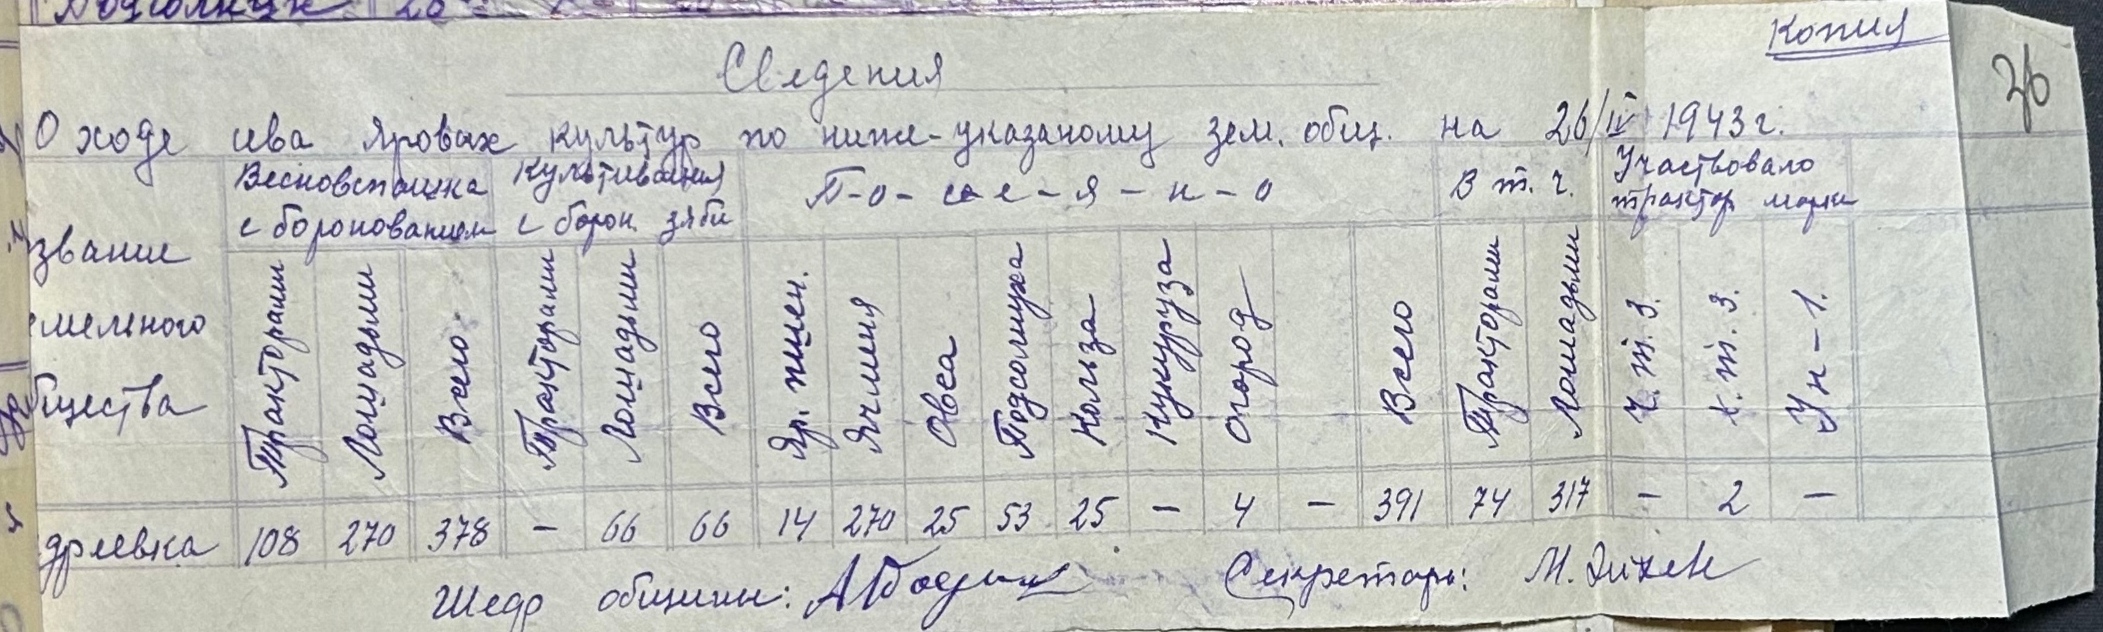 Копия
26
Сведения
О ходе сева яровых культур по ниже-указаному зем. общ. на 26/IV 1943 г.
звание
емельного
бщества
Весновспашка с боронованием
Культивация с борон. зяби
П-о-се-я-н-о
В т. ч.
Участвовало трактор. марки
Тракторами
Лошадьми
Всего
Тракторами
Лошадьми
Всего
Яр. пшен.
Ячменя
Овса
Подсолнуха
Кольза
Кукуруза
Огород
Всего
Тракторами
Лошадьми
Ч. т. З.
х. т. З.
Ун-1.
дреевка 108 270 378 – 66 66 14 270 25 53 25 – 4 – 391 74 317 – 2 –
Шедр общины: Секретарь: